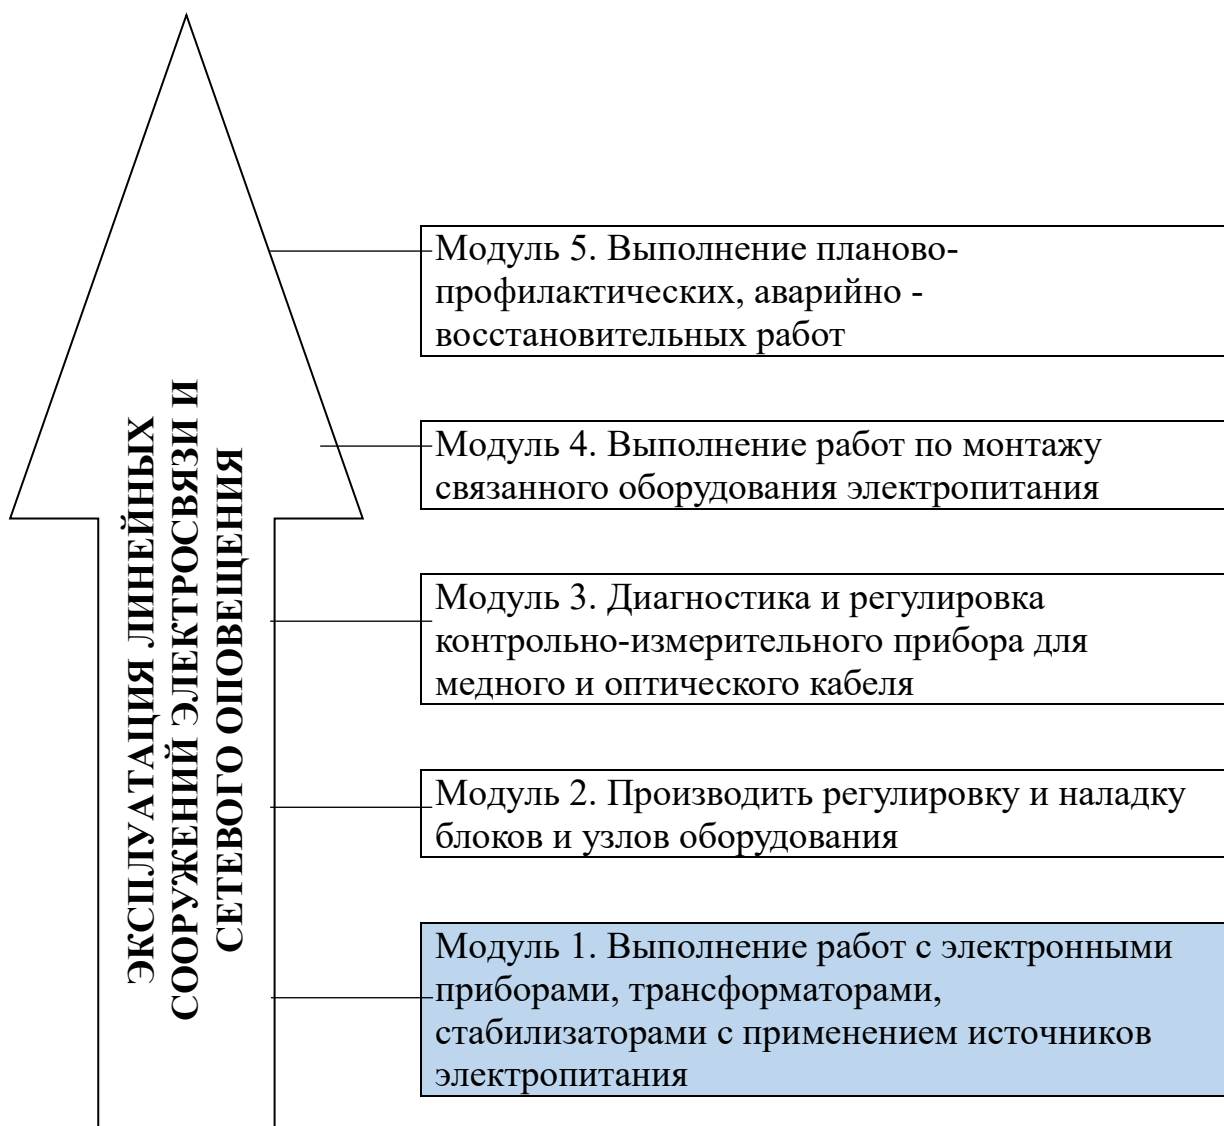 Модуль 5. Выполнение планово-
профилактических, аварийно -
восстановительных работ
Модуль 4. Выполнение работ по монтажу
связанного оборудования электропитания
Модуль 3. Диагностика и регулировка
контрольно-измерительного прибора для
медного и оптического кабеля
Модуль 2. Производить регулировку и наладку
блоков и узлов оборудования
Модуль 1. Выполнение работ с электронными
приборами, трансформаторами,
стабилизаторами с применением источников
электропитания
ЭКСПЛУАТАЦИЯ ЛИНЕЙНЫХ
СООРУЖЕНИЙ ЭЛЕКТРОСВЯЗИ И
СЕТЕВОГО ОПОВЕЩЕНИЯ